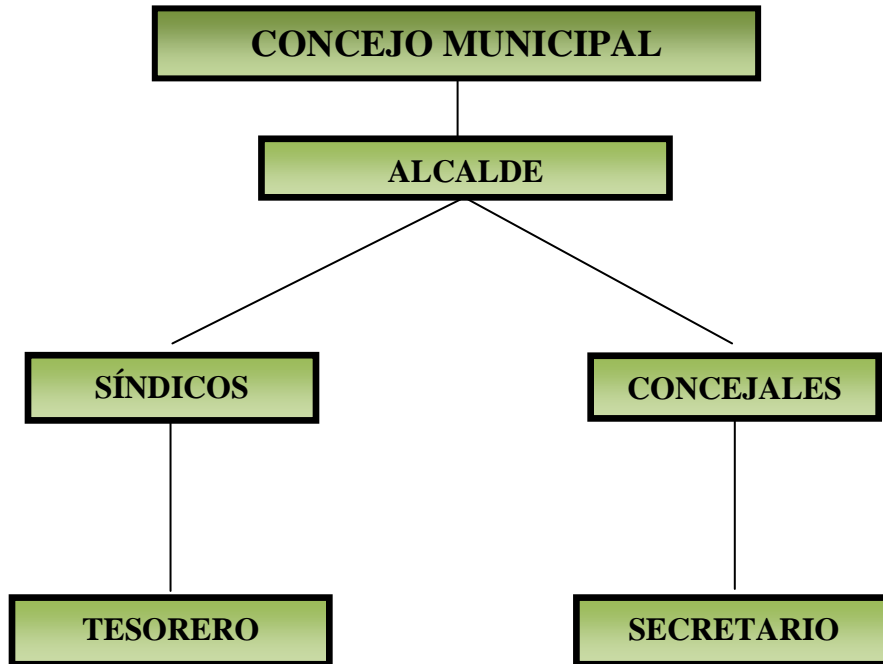 CONCEJO MUNICIPAL
ALCALDE
SÍNDICOS
CONCEJALES
TESORERO
SECRETARIO